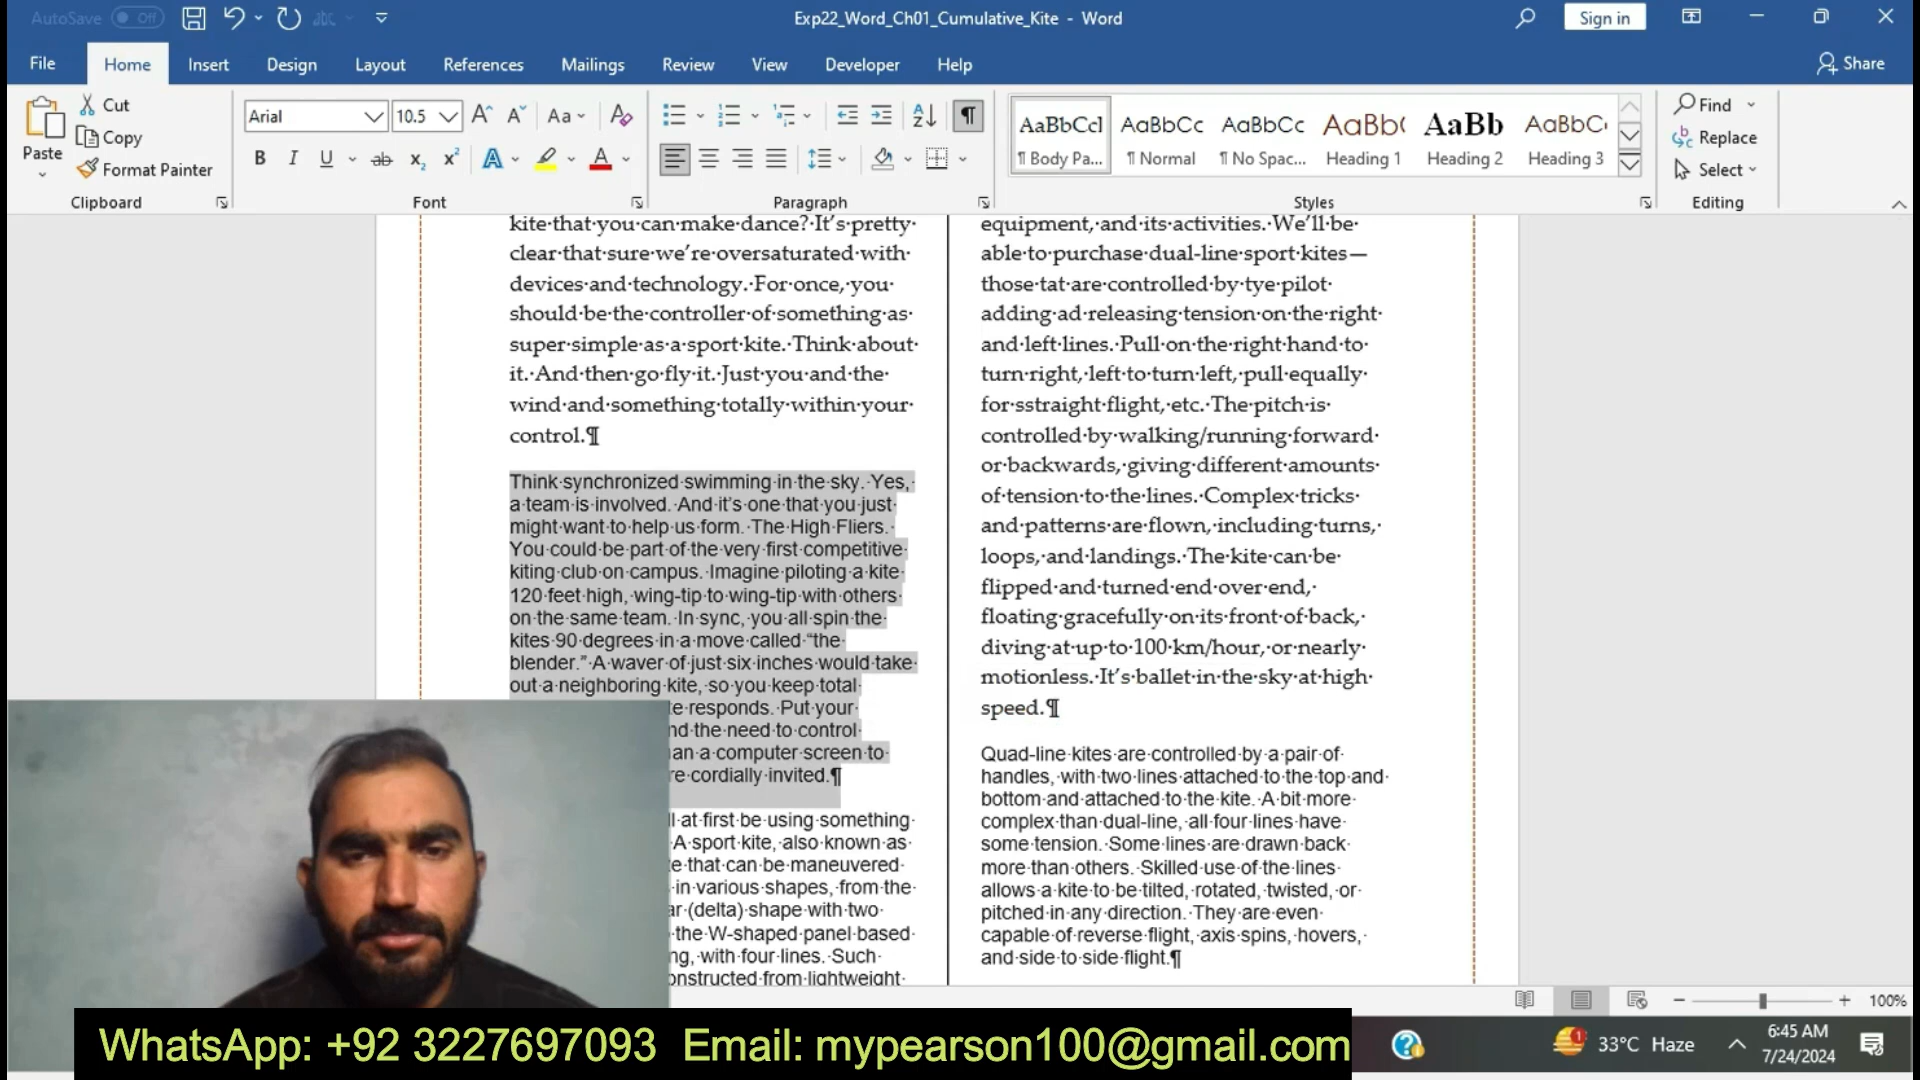 AutoSave Off
Exp22_Word_Ch01_Cumulative_Kite - Word
Sign in
File Home Insert Design Layout References Mailings Review View Developer Help Share
Paste
Cut
Copy
Format Painter
Clipboard
Arial 10.5
Font
Paragraph
AaBbCcI AaBbCc AaBbCc AaBb( AaBb AaBbC
¶ Body Pa... ¶ Normal ¶ No Spac... Heading 1 Heading 2 Heading 3
Styles
Find
Replace
Select
Editing
kite that you can make dance? It’s pretty
clear that sure we’re oversaturated with
devices and technology. For once, you
should be the controller of something as
super simple as a sport kite. Think about
it. And then go fly it. Just you and the
wind and something totally within your
control.¶
Think synchronized swimming in the sky. Yes,
a team is involved. And it’s one that you just
might want to help us form. The High Fliers.
You could be part of the very first competitive
kiting club on campus. Imagine piloting a kite
120 feet high, wing-tip to wing-tip with others
on the same team. In sync, you all spin the
kites 90 degrees in a move called “the
blender.” A waver of just six inches would take
out a neighboring kite, so you keep total
te responds. Put your
nd the need to control
an a computer screen to
re cordially invited.¶
ll at first be using something
A sport kite, also known as
te that can be maneuvered
in various shapes, from the
ar (delta) shape with two
the W-shaped panel based
ng, with four lines. Such
onstructed from lightweight
equipment, and its activities. We’ll be
able to purchase dual-line sport kites—
those tat are controlled by tye pilot
adding ad releasing tension on the right
and left lines. Pull on the right hand to
turn right, left to turn left, pull equally
for sstraight flight, etc. The pitch is
controlled by walking/running forward
or backwards, giving different amounts
of tension to the lines. Complex tricks
and patterns are flown, including turns,
loops, and landings. The kite can be
flipped and turned end over end,
floating gracefully on its front of back,
diving at up to 100 km/hour, or nearly
motionless. It’s ballet in the sky at high
speed.¶
Quad-line kites are controlled by a pair of
handles, with two lines attached to the top and
bottom and attached to the kite. A bit more
complex than dual-line, all four lines have
some tension. Some lines are drawn back
more than others. Skilled use of the lines
allows a kite to be tilted, rotated, twisted, or
pitched in any direction. They are even
capable of reverse flight, axis spins, hovers,
and side to side flight.¶
100%
WhatsApp: +92 3227697093 Email: mypearson100@gmail.com
33°C Haze
6:45 AM
7/24/2024